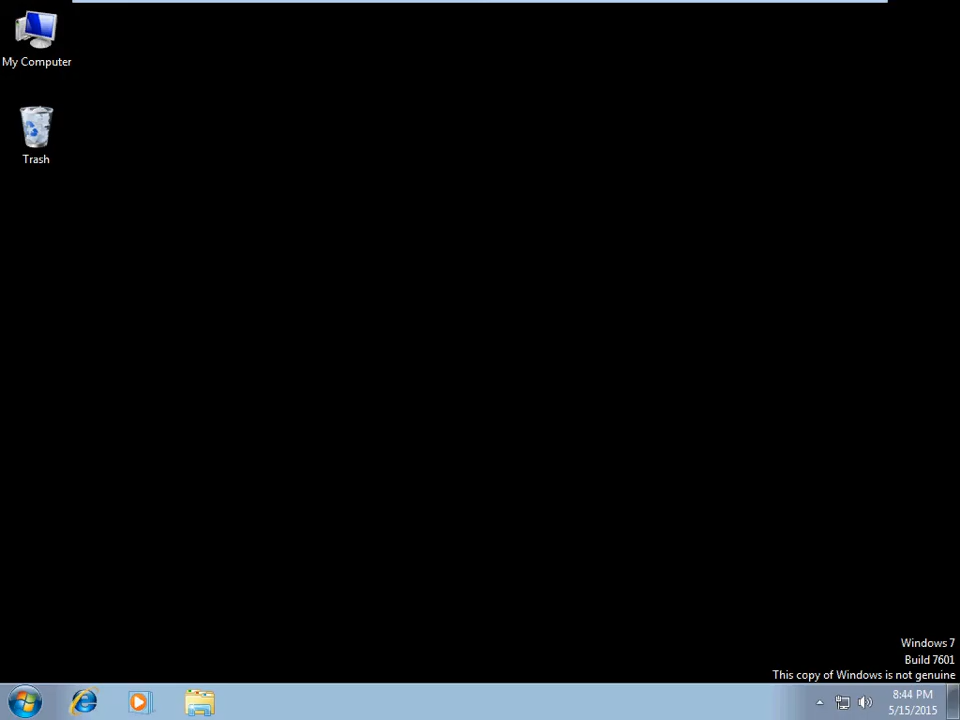 My Computer
Trash
Windows 7
Build 7601
This copy of Windows is not genuine
8:44 PM
5/15/2015